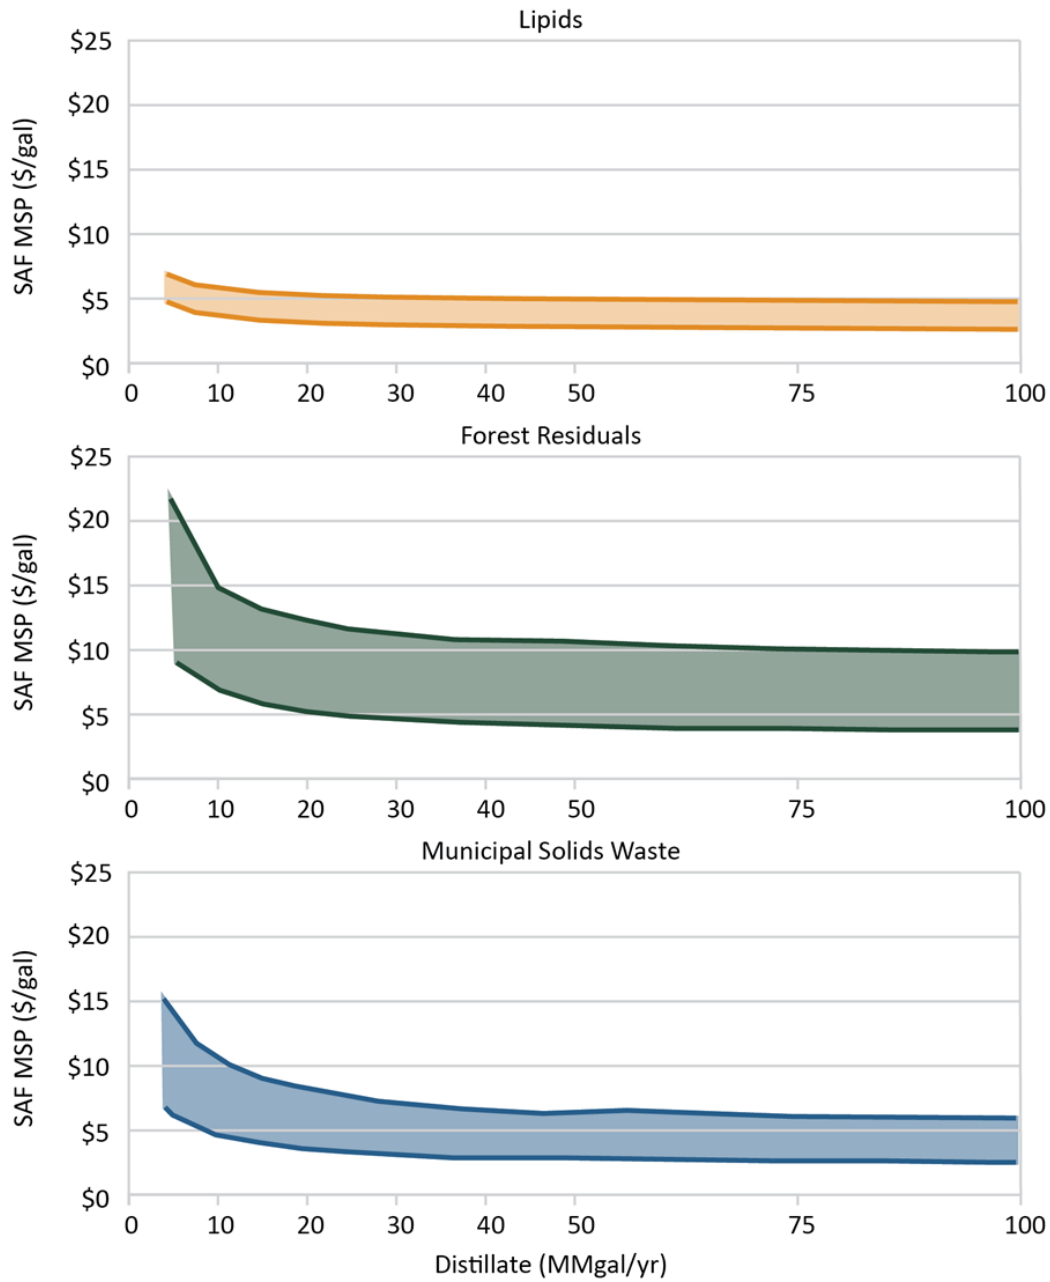 Lipids
$25
$20
$15
$10
$5
$0
SAF MSP ($/gal)
0 10 20 30 40 50 75 100
Forest Residuals
$25
$20
$15
$10
$5
$0
SAF MSP ($/gal)
0 10 20 30 40 50 75 100
Municipal Solids Waste
$25
$20
$15
$10
$5
$0
SAF MSP ($/gal)
0 10 20 30 40 50 75 100
Distillate (MMgal/yr)